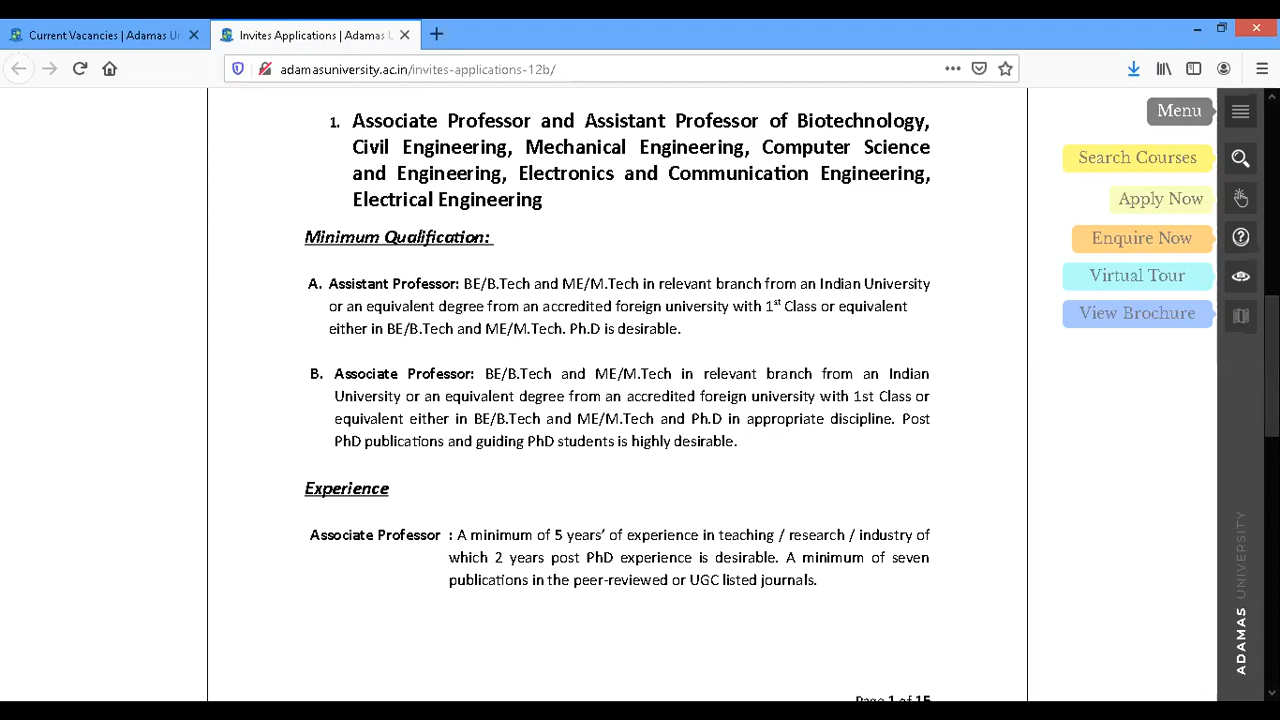 Current Vacancies | Adamas Un
Invites Applications | Adamas U
adamasuniversity.ac.in/invites-applications-12b/
Menu
Search Courses
Apply Now
Enquire Now
Virtual Tour
View Brochure
1. Associate Professor and Assistant Professor of Biotechnology,
Civil Engineering, Mechanical Engineering, Computer Science
and Engineering, Electronics and Communication Engineering,
Electrical Engineering
Minimum Qualification:
A. Assistant Professor: BE/B.Tech and ME/M.Tech in relevant branch from an Indian University
or an equivalent degree from an accredited foreign university with 1st Class or equivalent
either in BE/B.Tech and ME/M.Tech. Ph.D is desirable.
B. Associate Professor: BE/B.Tech and ME/M.Tech in relevant branch from an Indian
University or an equivalent degree from an accredited foreign university with 1st Class or
equivalent either in BE/B.Tech and ME/M.Tech and Ph.D in appropriate discipline. Post
PhD publications and guiding PhD students is highly desirable.
Experience
Associate Professor : A minimum of 5 years’ of experience in teaching / research / industry of
which 2 years post PhD experience is desirable. A minimum of seven
publications in the peer-reviewed or UGC listed journals.
Page 1 of 15
ADAMAS UNIVERSITY